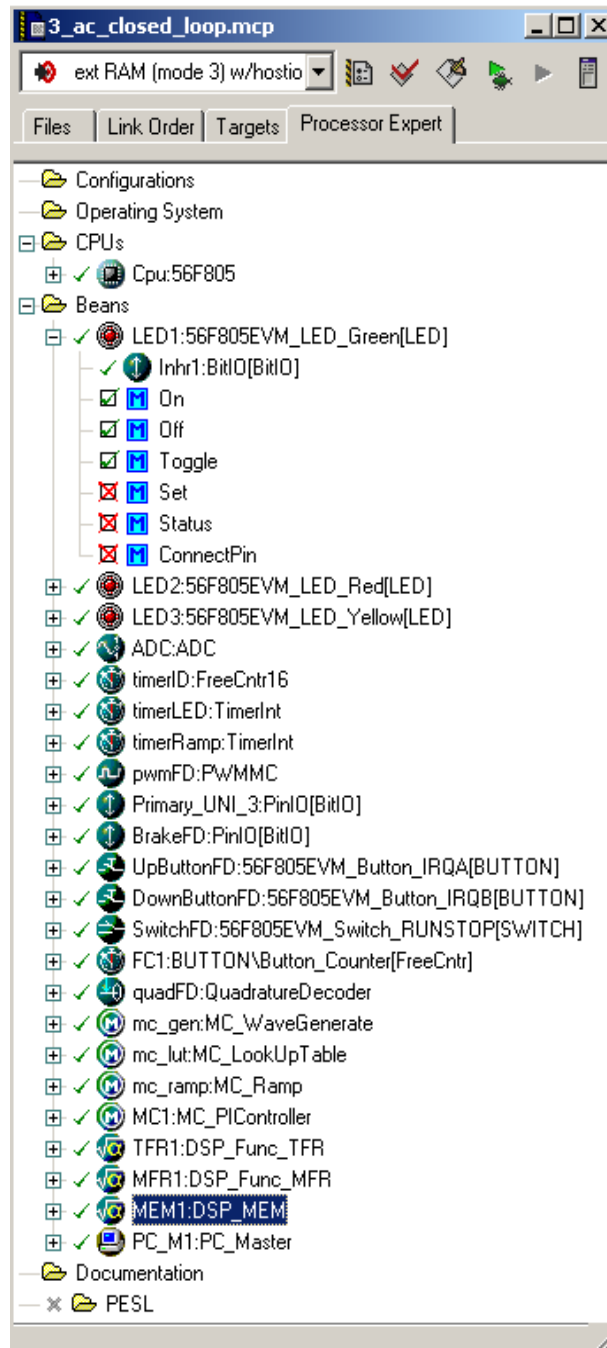 3_ac_closed_loop.mcp
ext RAM (mode 3) w/hostio
Files Link Order Targets Processor Expert
Configurations
Operating System
CPUs
Cpu:56F805
Beans
LED1:56F805EVM_LED_Green[LED]
Inhr1:BitIO[BitIO]
M On
M Off
M Toggle
M Set
M Status
M ConnectPin
LED2:56F805EVM_LED_Red[LED]
LED3:56F805EVM_LED_Yellow[LED]
ADC:ADC
timerID:FreeCntr16
timerLED:TimerInt
timerRamp:TimerInt
pwmFD:PWMMC
Primary_UNI_3:PinIO[BitIO]
BrakeFD:PinIO[BitIO]
UpButtonFD:56F805EVM_Button_IRQA[BUTTON]
DownButtonFD:56F805EVM_Button_IRQB[BUTTON]
SwitchFD:56F805EVM_Switch_RUNSTOP[SWITCH]
FC1:BUTTON\Button_Counter[FreeCntr]
quadFD:QuadratureDecoder
mc_gen:MC_WaveGenerate
mc_lut:MC_LookUpTable
mc_ramp:MC_Ramp
MC1:MC_PIController
TFR1:DSP_Func_TFR
MFR1:DSP_Func_MFR
MEM1:DSP_MEM
PC_M1:PC_Master
Documentation
PESL